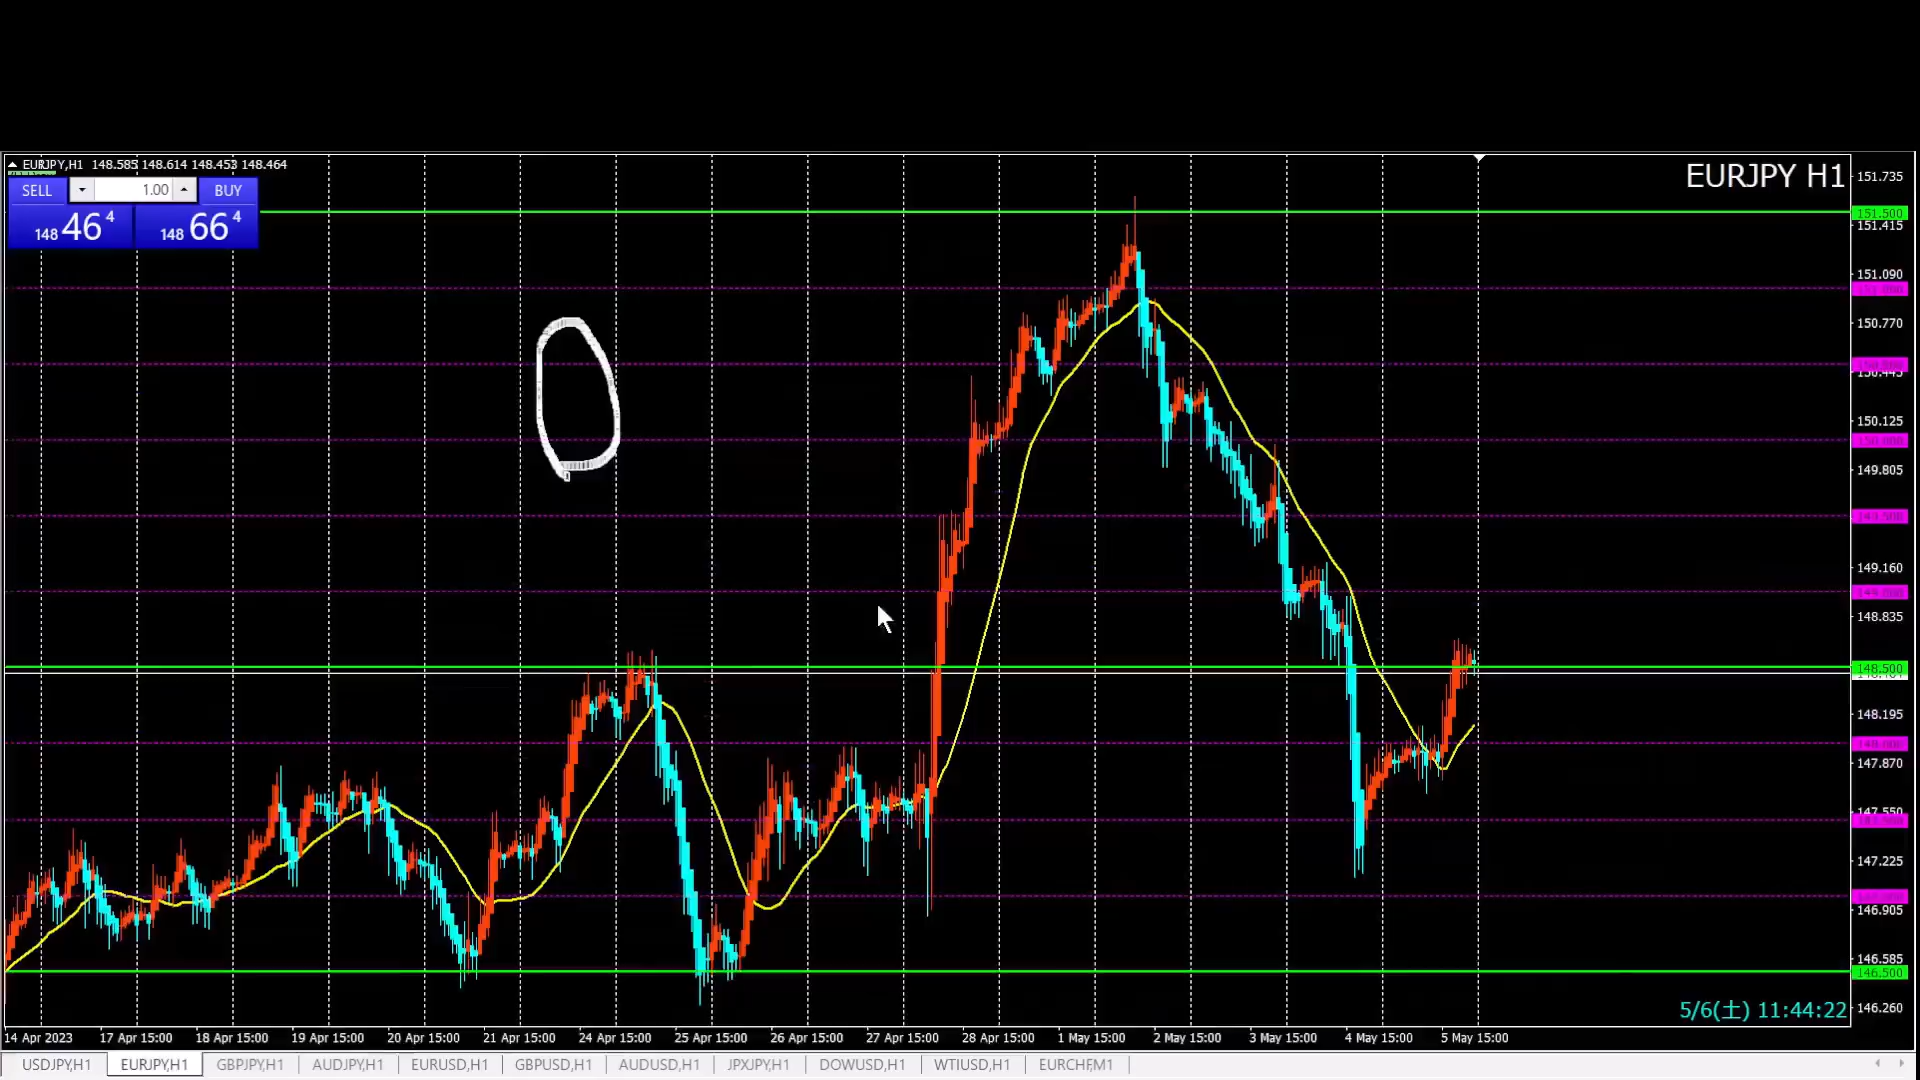 EURJPY,H1 148.585 148.614 148.453 148.464
EURJPY H1
SELL 1.00 BUY
148 46 4 148 66 4
151.735
151.500
151.415
151.090
150.770
150.445
150.125
149.805
149.160
148.835
148.500
148.195
147.870
147.550
147.225
146.905
146.585
146.500
146.260
5/6(土) 11:44:22
14 Apr 2023 17 Apr 15:00 18 Apr 15:00 19 Apr 15:00 20 Apr 15:00 21 Apr 15:00 24 Apr 15:00 25 Apr 15:00 26 Apr 15:00 27 Apr 15:00 28 Apr 15:00 1 May 15:00 2 May 15:00 3 May 15:00 4 May 15:00 5 May 15:00
USDJPY,H1 EURJPY,H1 GBPJPY,H1 AUDJPY,H1 EURUSD,H1 GBPUSD,H1 AUDUSD,H1 JPXJPY,H1 DOWUSD,H1 WTIUSD,H1 EURCHF,M1